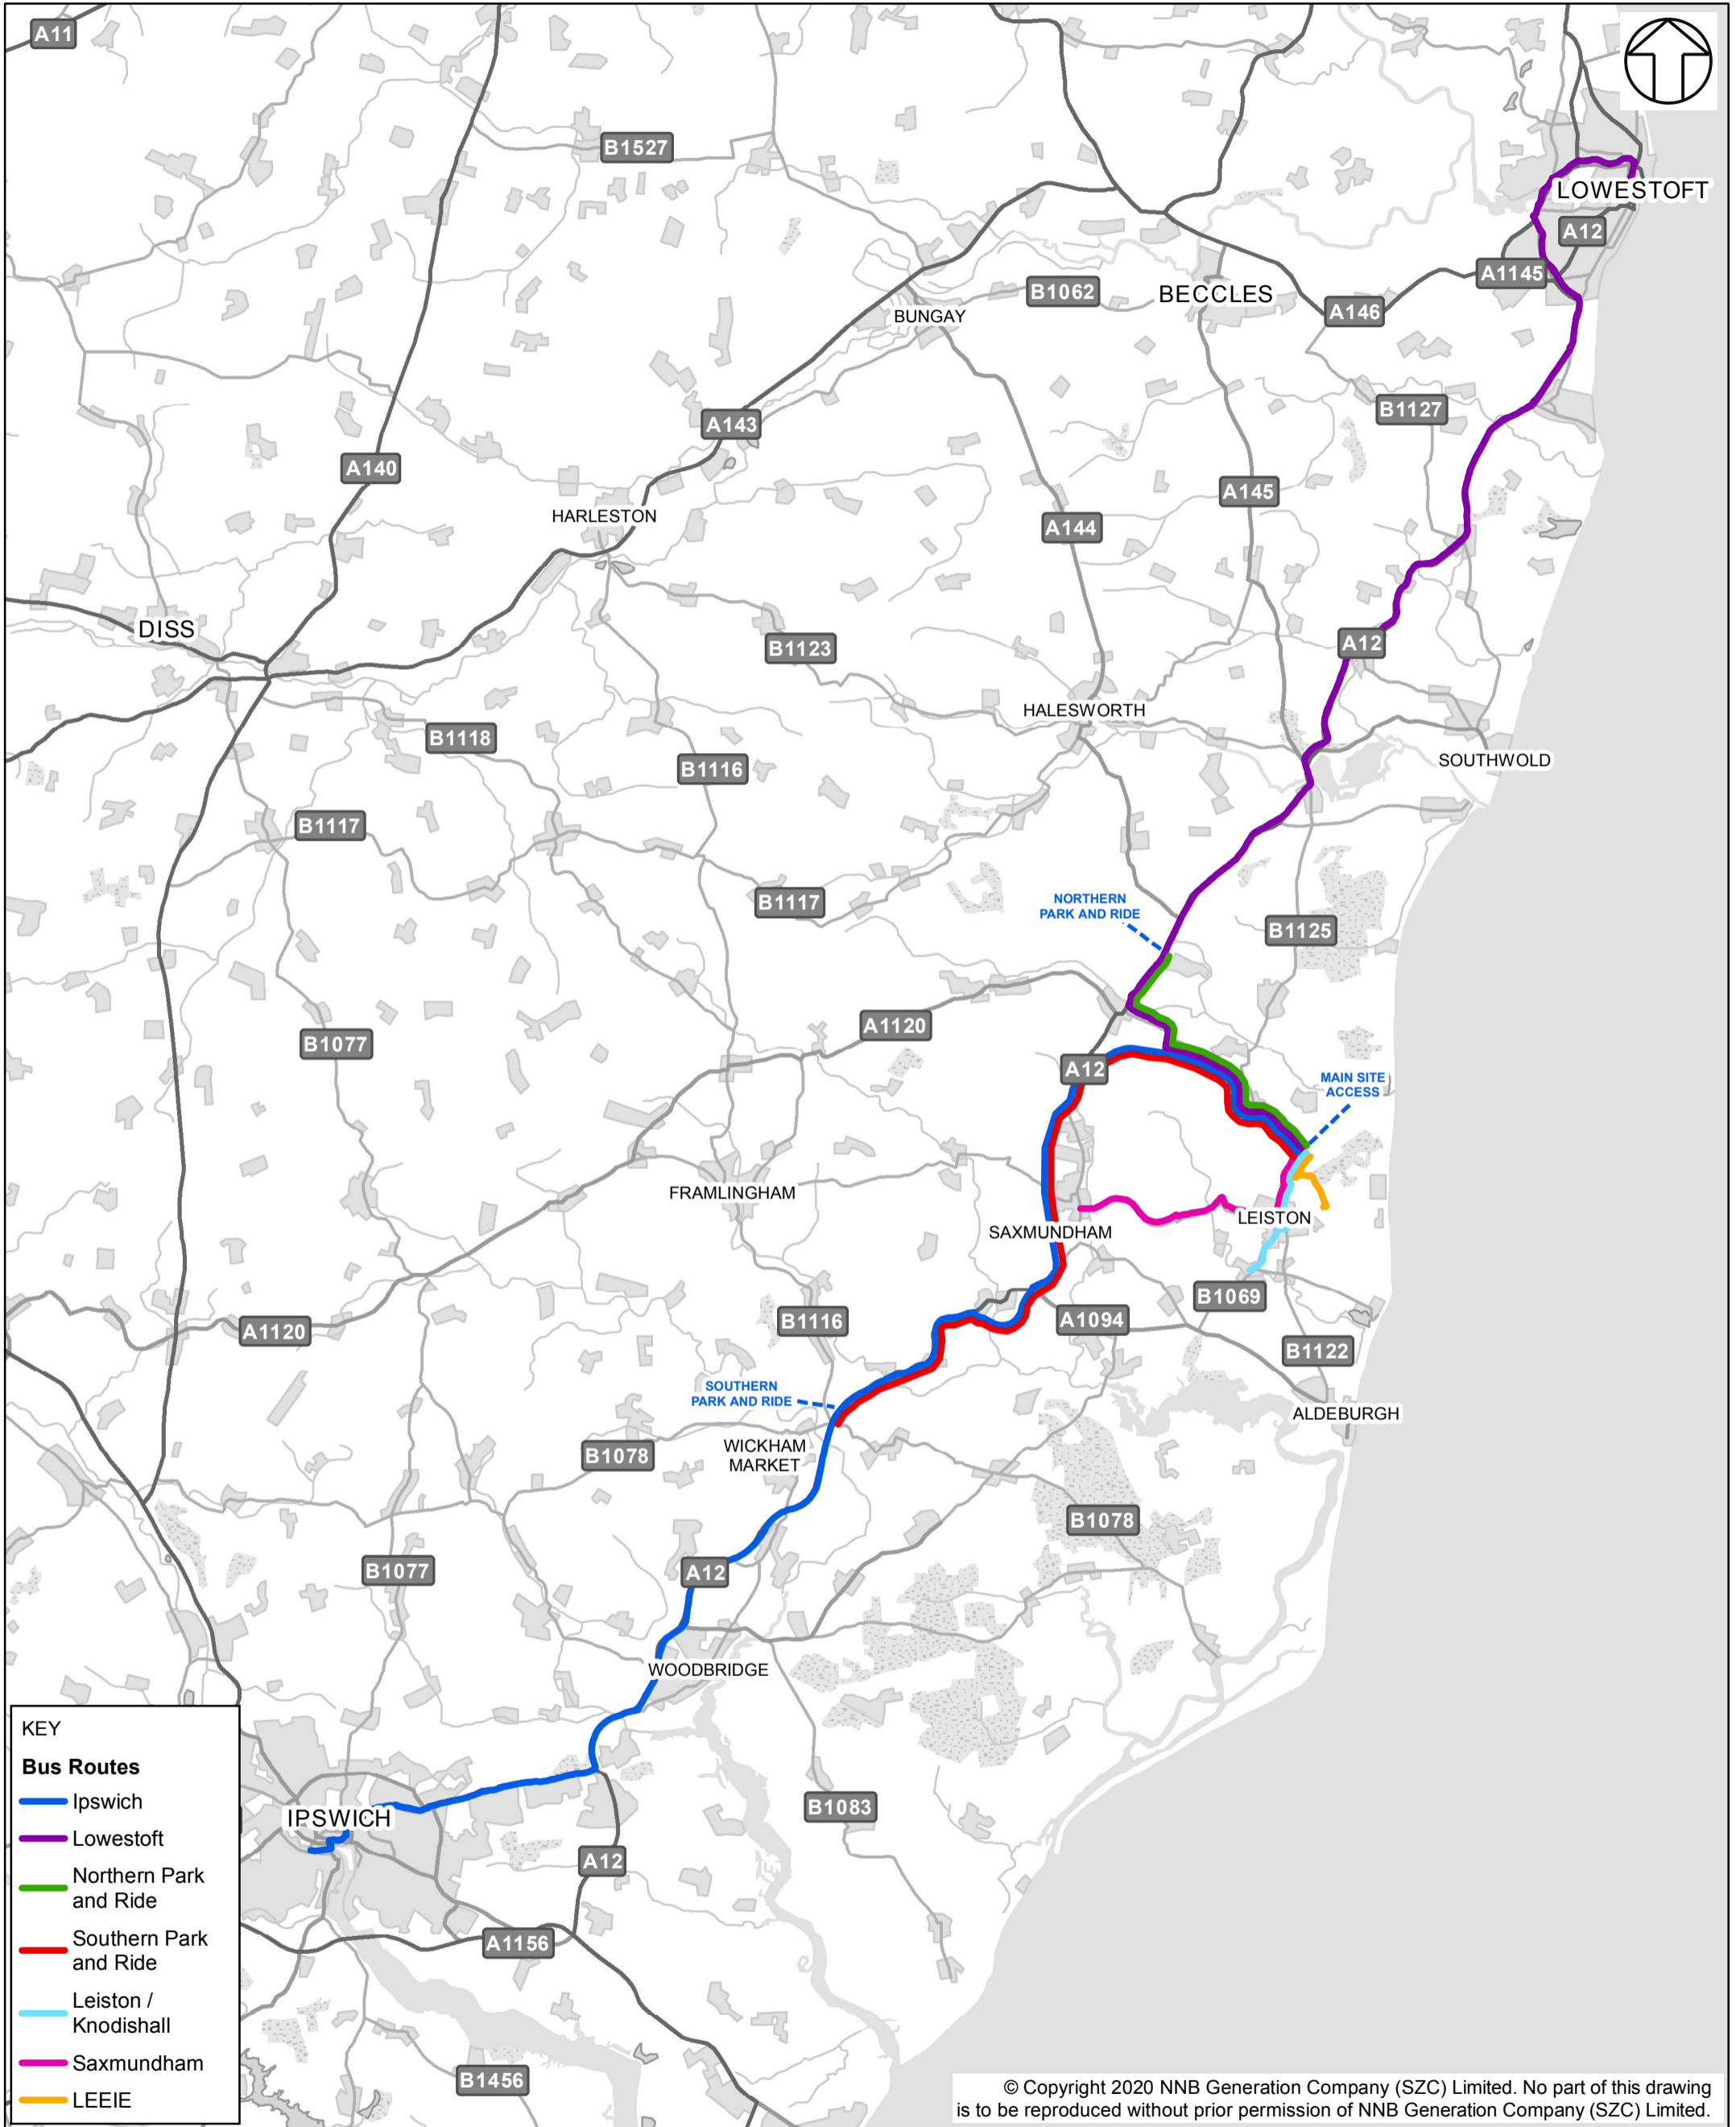 A11
B1527
LOWESTOFT
A12
A1145
B1062
BECCLES
A146
BUNGAY
B1127
A143
A140
A145
HARLESTON
A144
DISS
A12
B1123
HALESWORTH
B1118
SOUTHWOLD
B1116
B1117
B1117
NORTHERN
PARK AND RIDE
B1125
A1120
B1077
A12
MAIN SITE
ACCESS
FRAMLINGHAM
LEISTON
SAXMUNDHAM
B1069
A1120
B1116
A1094
B1122
SOUTHERN
PARK AND RIDE
ALDEBURGH
WICKHAM
MARKET
B1078
B1078
B1077
A12
WOODBRIDGE
KEY
Bus Routes
Ipswich
Lowestoft
Northern Park
and Ride
Southern Park
and Ride
Leiston /
Knodishall
Saxmundham
LEEIE
IPSWICH
B1083
A12
A1156
B1456
© Copyright 2020 NNB Generation Company (SZC) Limited. No part of this drawing
is to be reproduced without prior permission of NNB Generation Company (SZC) Limited.